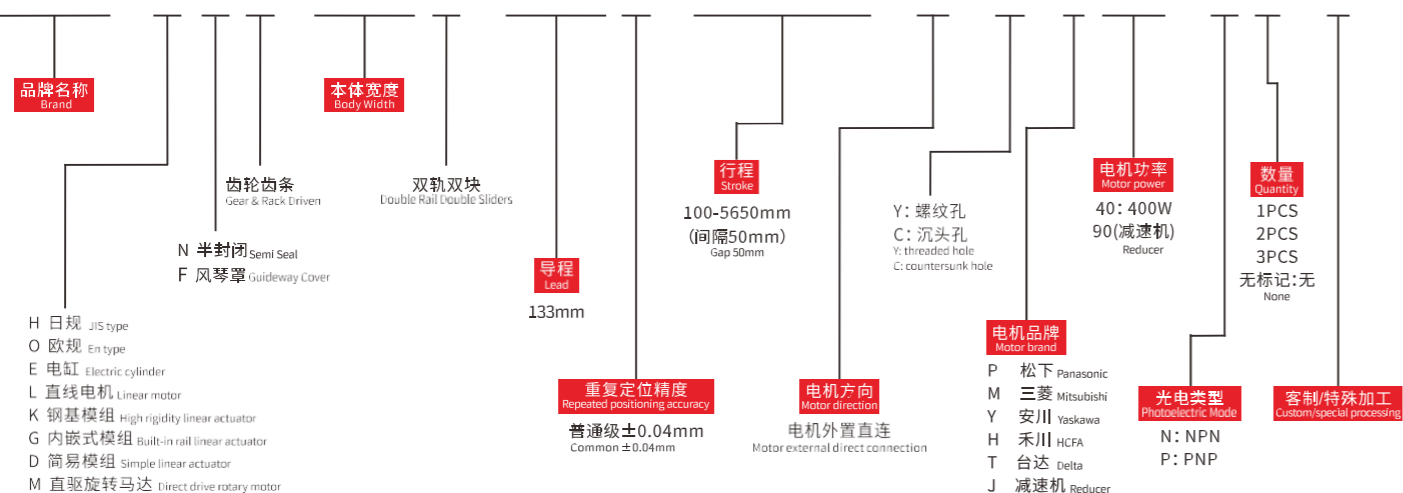 品牌名称
Brand
本体宽度
Body Width
齿轮齿条
Gear & Rack Driven
双轨双块
Double Rail Double Sliders
N 半封闭 Semi Seal
F 风琴罩 Guideway Cover
H 日规 JIS type
O 欧规 En type
E 电缸 Electric cylinder
L 直线电机 Linear motor
K 钢基模组 High rigidity linear actuator
G 内嵌式模组 Built-in rail linear actuator
D 简易模组 Simple linear actuator
M 直驱旋转马达 Direct drive rotary motor
导程
Lead
133mm
重复定位精度
Repeated positioning accuracy
普通级±0.04mm
Common ±0.04mm
行程
Stroke
100-5650mm
(间隔50mm)
Gap 50mm
电机方向
Motor direction
电机外置直连
Motor external direct connection
Y: 螺纹孔
C: 沉头孔
Y: threaded hole
C: countersunk hole
电机品牌
Motor brand
P 松下 Panasonic
M 三菱 Mitsubishi
Y 安川 Yaskawa
H 禾川 HCFA
T 台达 Delta
J 减速机 Reducer
电机功率
Motor power
40: 400W
90(减速机)
Reducer
光电类型
Photoelectric Mode
N: NPN
P: PNP
数量
Quantity
1PCS
2PCS
3PCS
无标记:无
None
客制/特殊加工
Custom/special processing